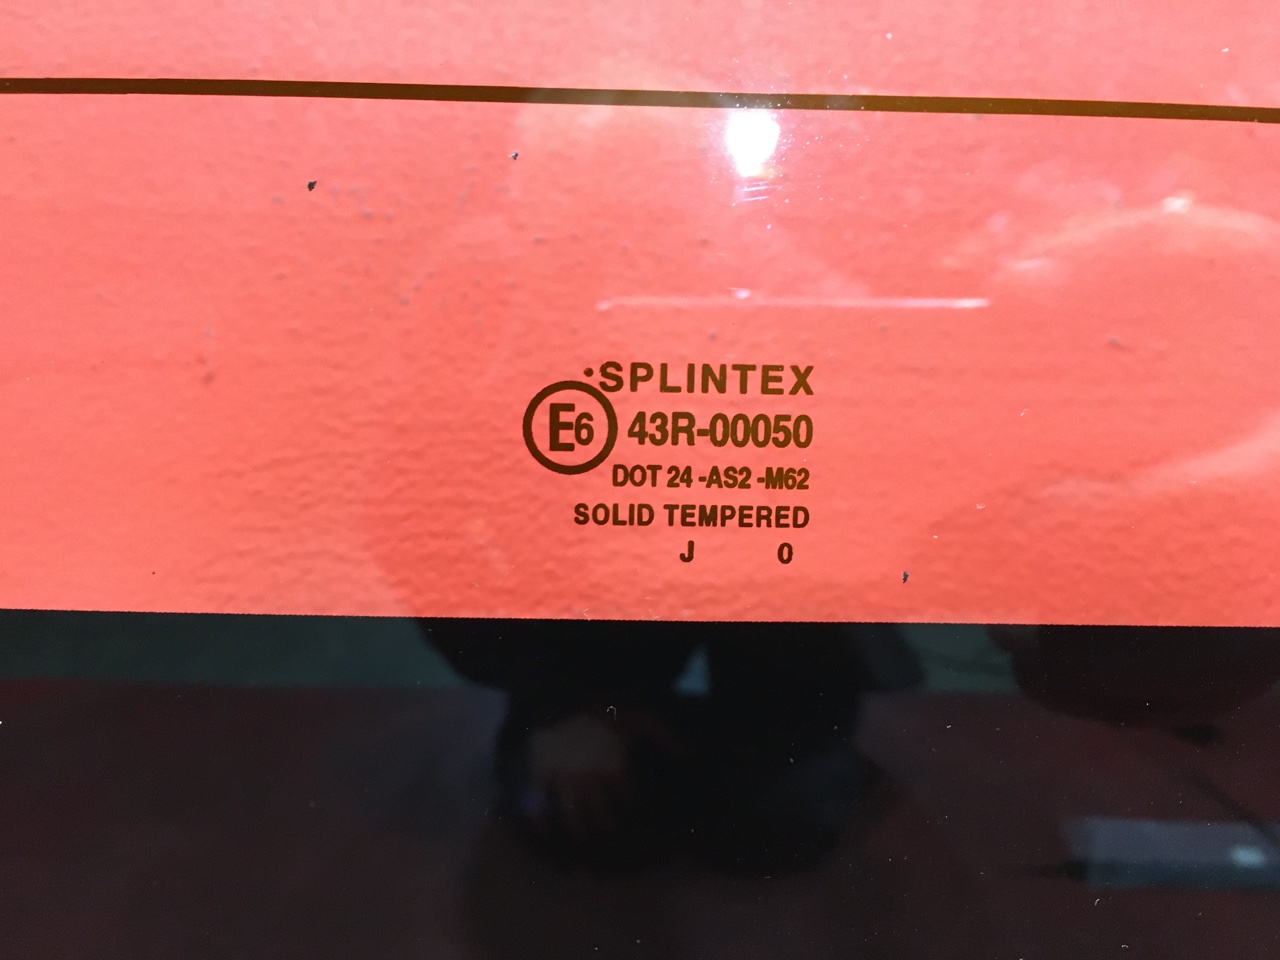 SPLINTEX
E6 43R-00050
DOT 24 -AS2 -M62
SOLID TEMPERED
J 0